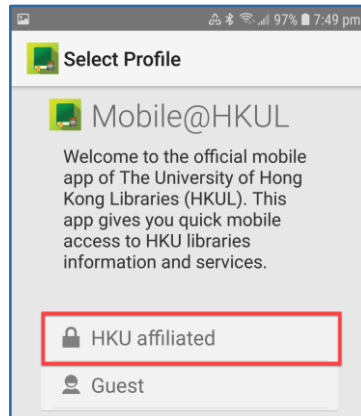 97% 7:49 pm
Select Profile
Mobile@HKUL
Welcome to the official mobile
app of The University of Hong
Kong Libraries (HKUL). This
app gives you quick mobile
access to HKU libraries
information and services.
HKU affiliated
Guest